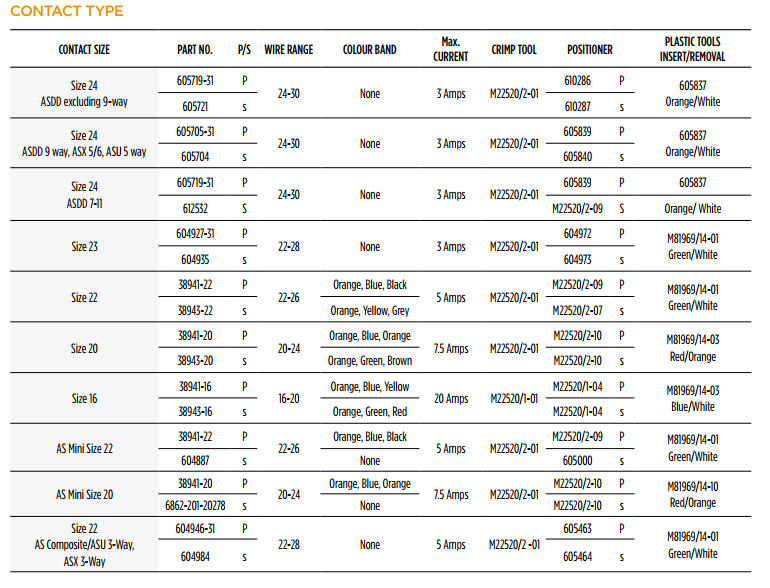 CONTACT TYPE
CONTACT SIZE PART NO. P/S WIRE RANGE COLOUR BAND Max. CURRENT CRIMP TOOL POSITIONER PLASTIC TOOLS INSERT/REMOVAL
Size 24
ASDD excluding 9-way
605719-31 P
605721 s
24-30 None 3 Amps M22520/2-01
610286 P
610287 s
605837
Orange/White
Size 24
ASDD 9 way, ASX 5/6, ASU 5 way
605705-31 P
605704 s
24-30 None 3 Amps M22520/2-01
605839 P
605840 s
605837
Orange/White
Size 24
ASDD 7-11
605719-31 P
612532 S
24-30 None 3 Amps M22520/2-01
605839 P
M22520/2-09 S
605837
Orange/ White
Size 23
604927-31 P
604935 s
22-28 None 3 Amps M22520/2-01
604972 P
604973 s
M81969/14-01
Green/White
Size 22
38941-22 P
38943-22 s
22-26
Orange, Blue, Black
Orange, Yellow, Grey
5 Amps M22520/2-01
M22520/2-09 P
M22520/2-07 s
M81969/14-01
Green/White
Size 20
38941-20 P
38943-20 s
20-24
Orange, Blue, Orange
Orange, Green, Brown
7.5 Amps M22520/2-01
M22520/2-10 P
M22520/2-10 s
M81969/14-03
Red/Orange
Size 16
38941-16 P
38943-16 s
16-20
Orange, Blue, Yellow
Orange, Green, Red
20 Amps M22520/1-01
M22520/1-04 P
M22520/1-04 s
M81969/14-03
Blue/White
AS Mini Size 22
38941-22 P
604887 s
22-26
Orange, Blue, Black
None
5 Amps M22520/2-01
M22520/2-09 P
605000 s
M81969/14-01
Green/White
AS Mini Size 20
38941-20 P
6862-201-20278 s
20-24
Orange, Blue, Orange
None
7.5 Amps M22520/2-01
M22520/2-10 P
M22520/2-10 s
M81969/14-10
Red/Orange
Size 22
AS Composite/ASU 3-Way,
ASX 3-Way
604946-31 P
604984 s
22-28 None 5 Amps M22520/2 -01
605463 P
605464 s
M81969/14-01
Green/White